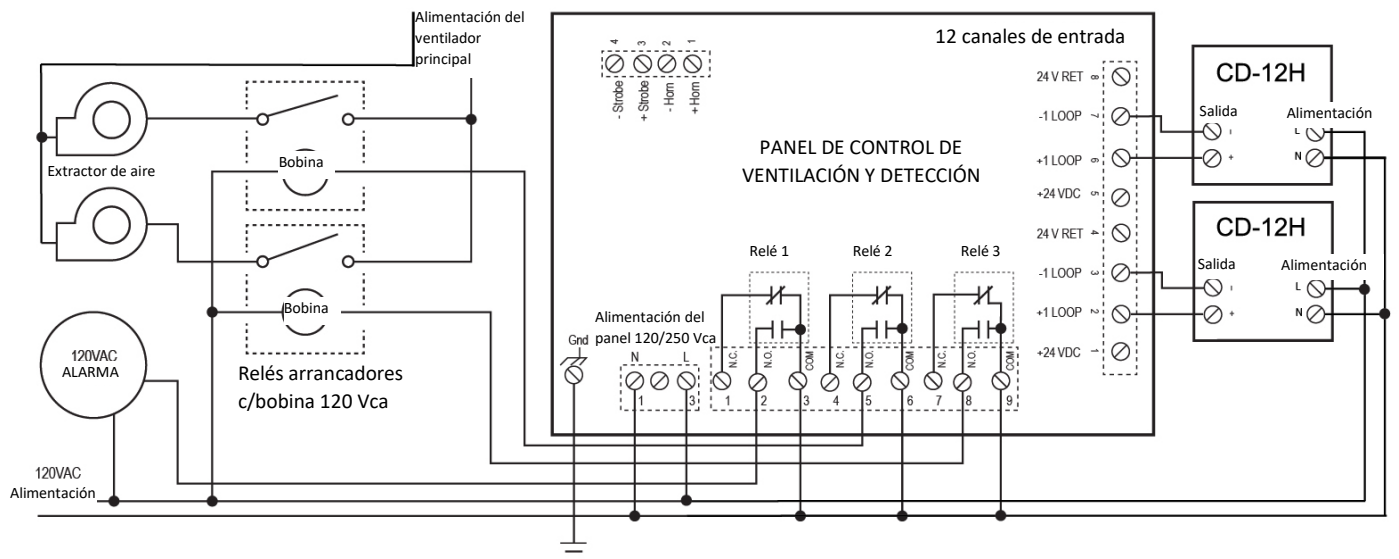 Alimentación del
ventilador
principal
Extractor de aire
Bobina
Bobina
Relés arrancadores
c/bobina 120 Vca
120VAC
ALARMA
120VAC
Alimentación
4
3
2
1
- Strobe
+ Strobe
- Horn
+ Horn
12 canales de entrada
PANEL DE CONTROL DE
VENTILACIÓN Y DETECCIÓN
24 V RET 8
-1 LOOP 7
+1 LOOP 6
+24 VDC 5
24 V RET 4
-1 LOOP 3
+1 LOOP 2
+24 VDC 1
Relé 1
Relé 2
Relé 3
Alimentación del
panel 120/250 Vca
Gnd
N
L
1
3
N.C.
N.O.
COM
N.C.
N.O.
COM
N.C.
N.O.
COM
1
2
3
4
5
6
7
8
9
CD-12H
Salida
Alimentación
-
L
+
N
CD-12H
Salida
Alimentación
-
L
+
N